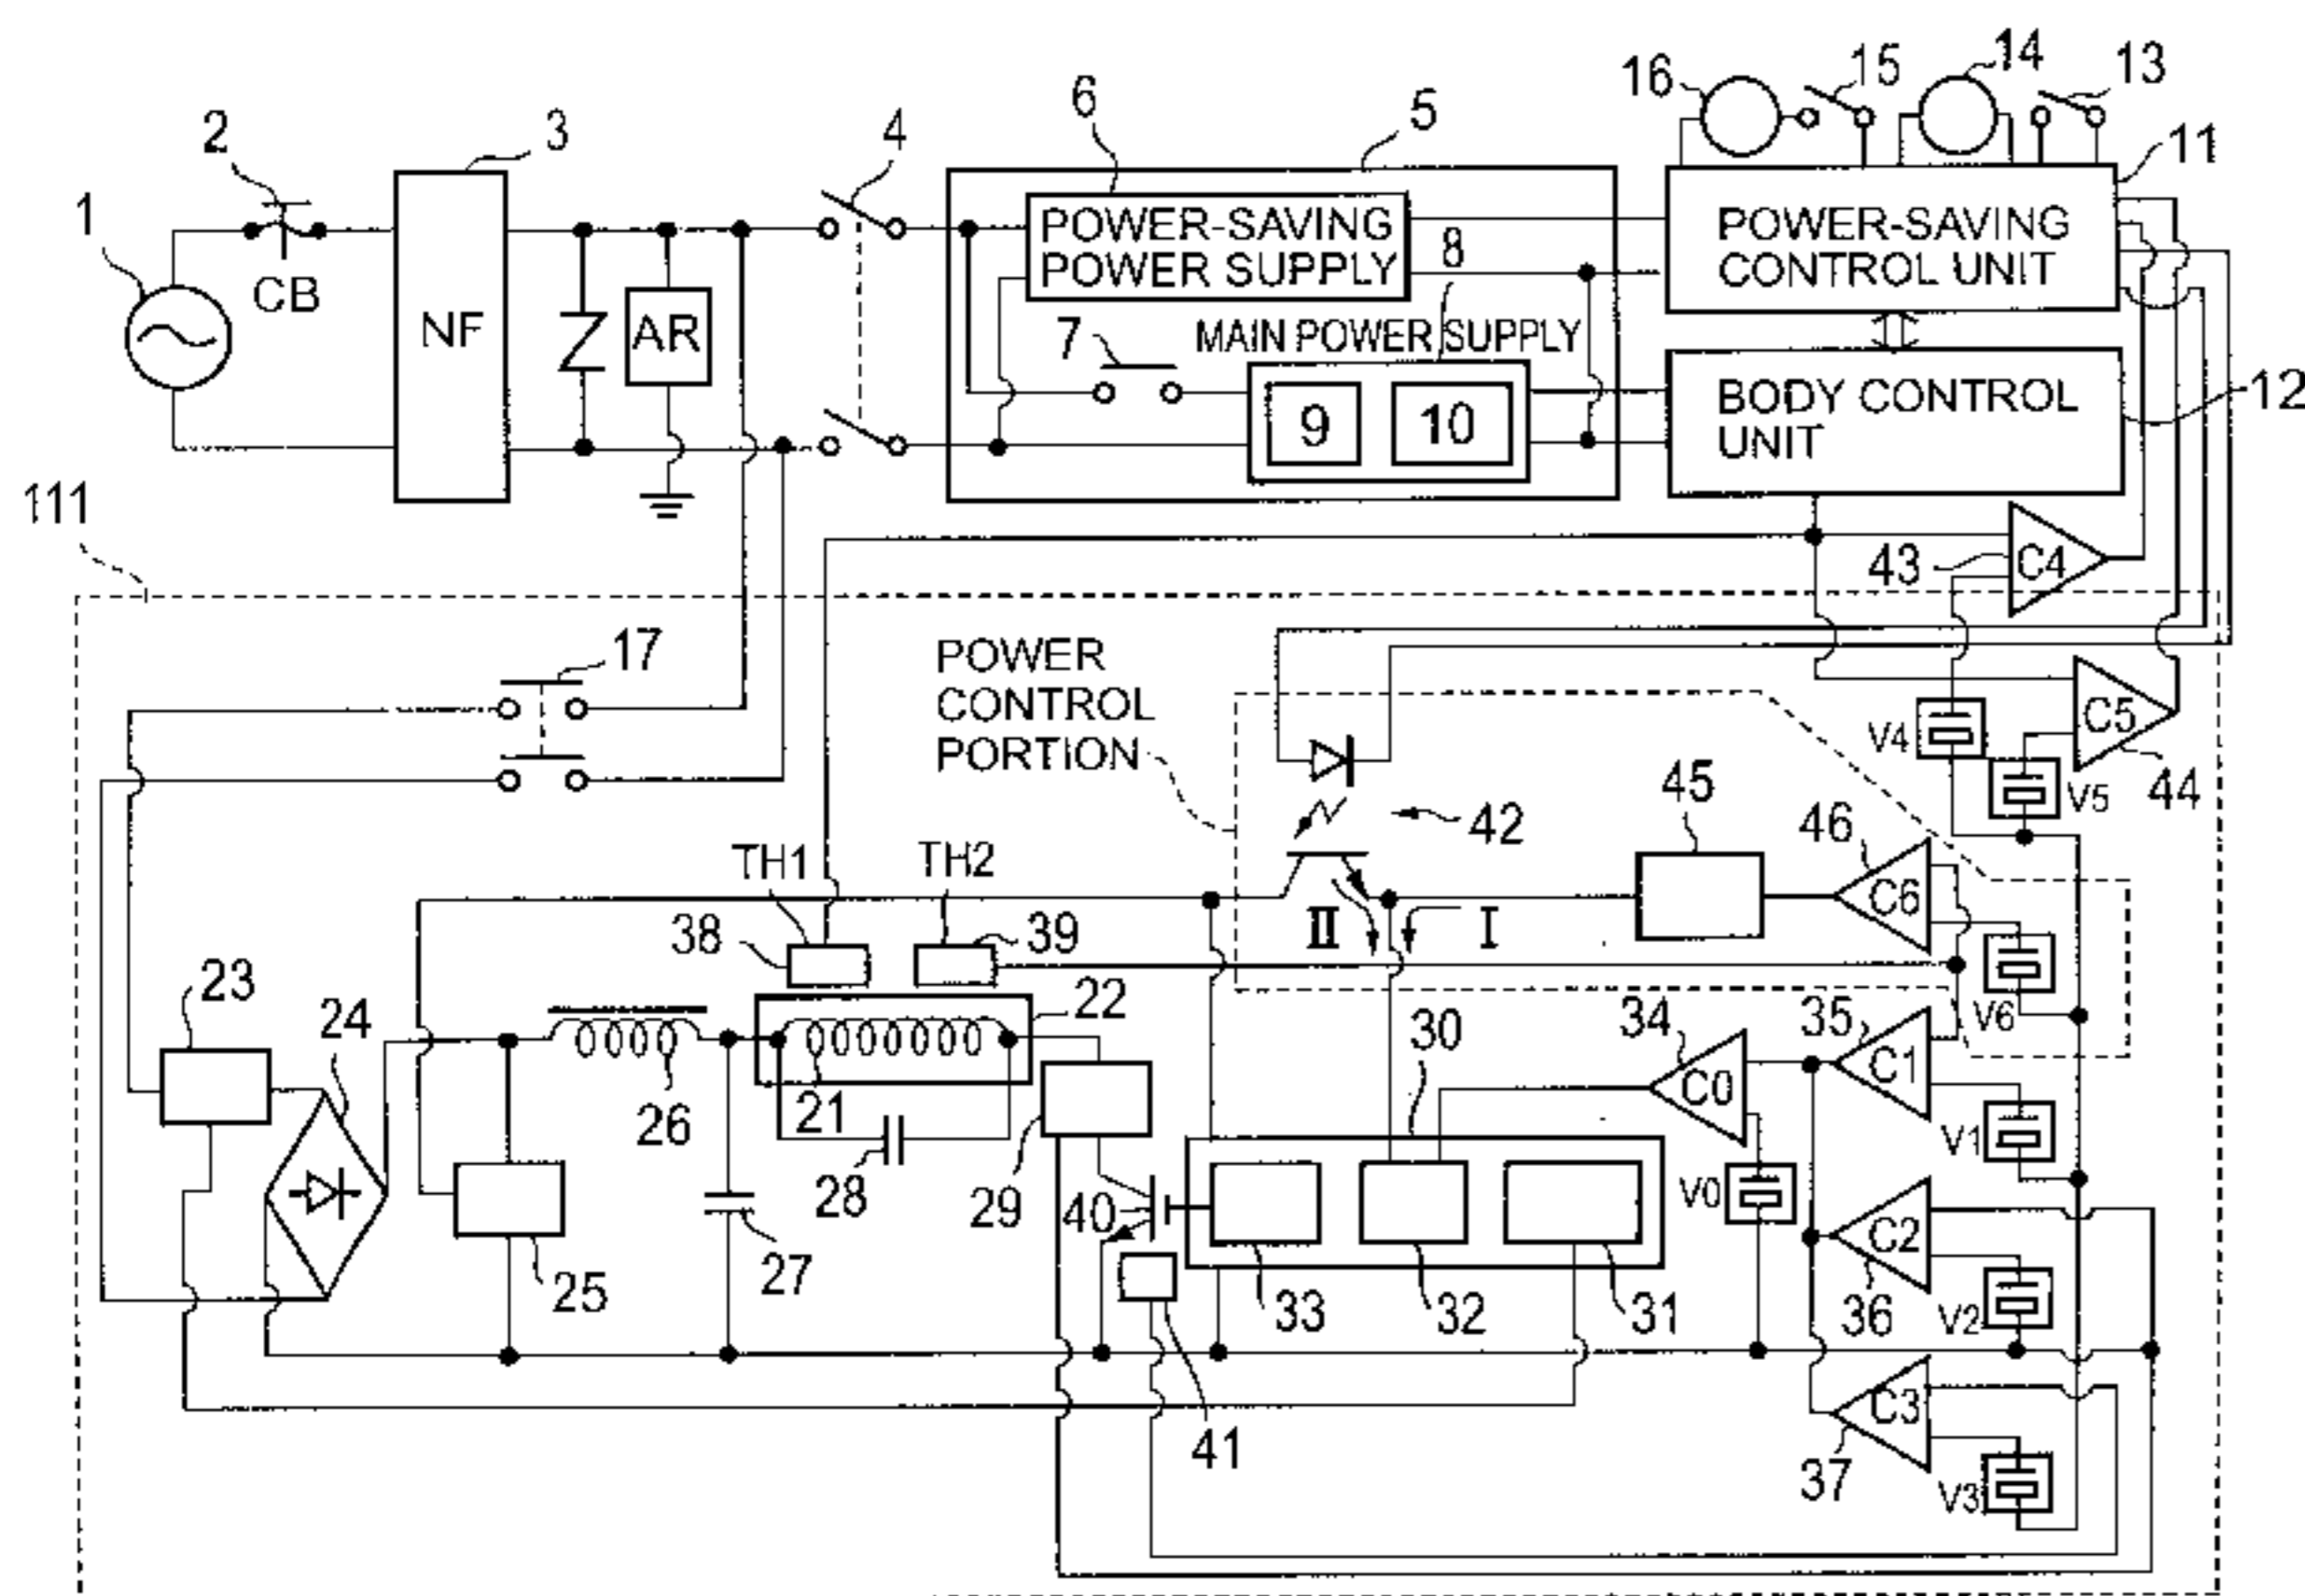 1
2
CB
3
NF
AR
4
5
6
POWER-SAVING
POWER SUPPLY
7
8
MAIN POWER SUPPLY
9
10
16
15
14
13
11
POWER-SAVING
CONTROL UNIT
BODY CONTROL
UNIT
12
111
17
POWER
CONTROL
PORTION
43
C4
C5
44
V4
V5
42
45
46
C6
V6
TH1
TH2
38
39
II
I
23
24
25
26
27
28
21
22
29
30
40
41
33
32
31
34
C0
V0
35
C1
V1
C2
36
V2
C3
37
V3